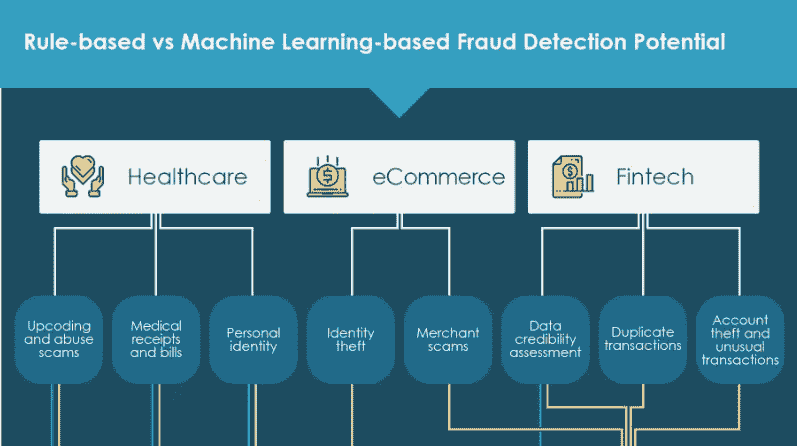 Rule-based vs Machine Learning-based Fraud Detection Potential
Healthcare
eCommerce
Fintech
Upcoding
and abuse
scams
Medical
receipts
and bills
Personal
identity
Identity
theft
Merchant
scams
Data
credibility
assessment
Duplicate
transactions
Account
theft and
unusual
transactions